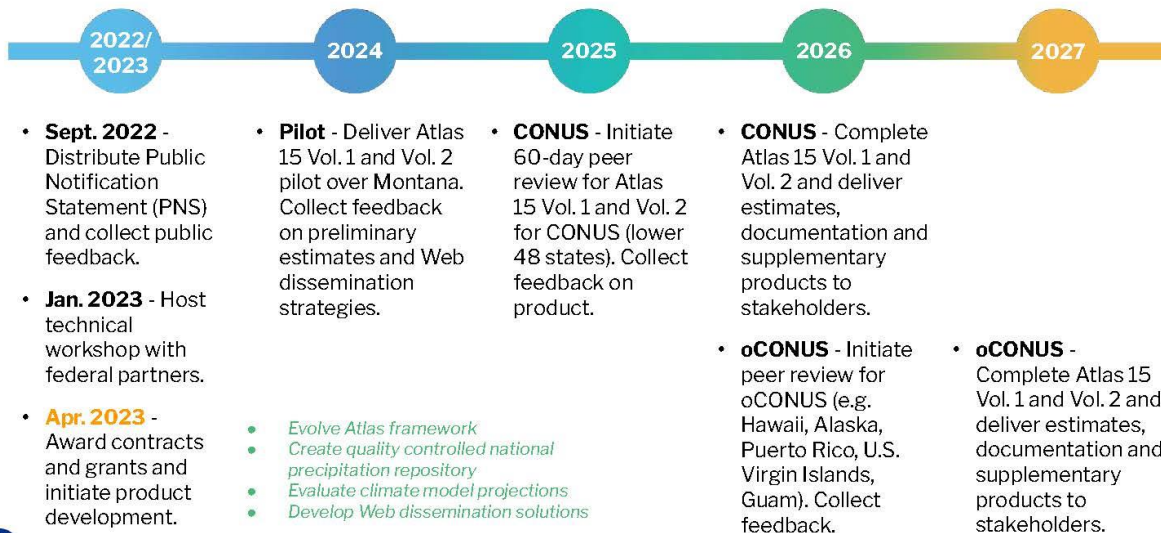 2022/
2023
2024
2025
2026
2027
• Sept. 2022 -
Distribute Public
Notification
Statement (PNS)
and collect public
feedback.
• Jan. 2023 - Host
technical
workshop with
federal partners.
• Apr. 2023 -
Award contracts
and grants and
initiate product
development.
• Pilot - Deliver Atlas
15 Vol. 1 and Vol. 2
pilot over Montana.
Collect feedback
on preliminary
estimates and Web
dissemination
strategies.
• Evolve Atlas framework
• Create quality controlled national
precipitation repository
• Evaluate climate model projections
• Develop Web dissemination solutions
• CONUS - Initiate
60-day peer
review for Atlas
15 Vol. 1 and Vol. 2
for CONUS (lower
48 states). Collect
feedback on
product.
• CONUS - Complete
Atlas 15 Vol. 1 and
Vol. 2 and deliver
estimates,
documentation and
supplementary
products to
stakeholders.
• oCONUS - Initiate
peer review for
oCONUS (e.g.
Hawaii, Alaska,
Puerto Rico, U.S.
Virgin Islands,
Guam). Collect
feedback.
• oCONUS -
Complete Atlas 15
Vol. 1 and Vol. 2 and
deliver estimates,
documentation and
supplementary
products to
stakeholders.